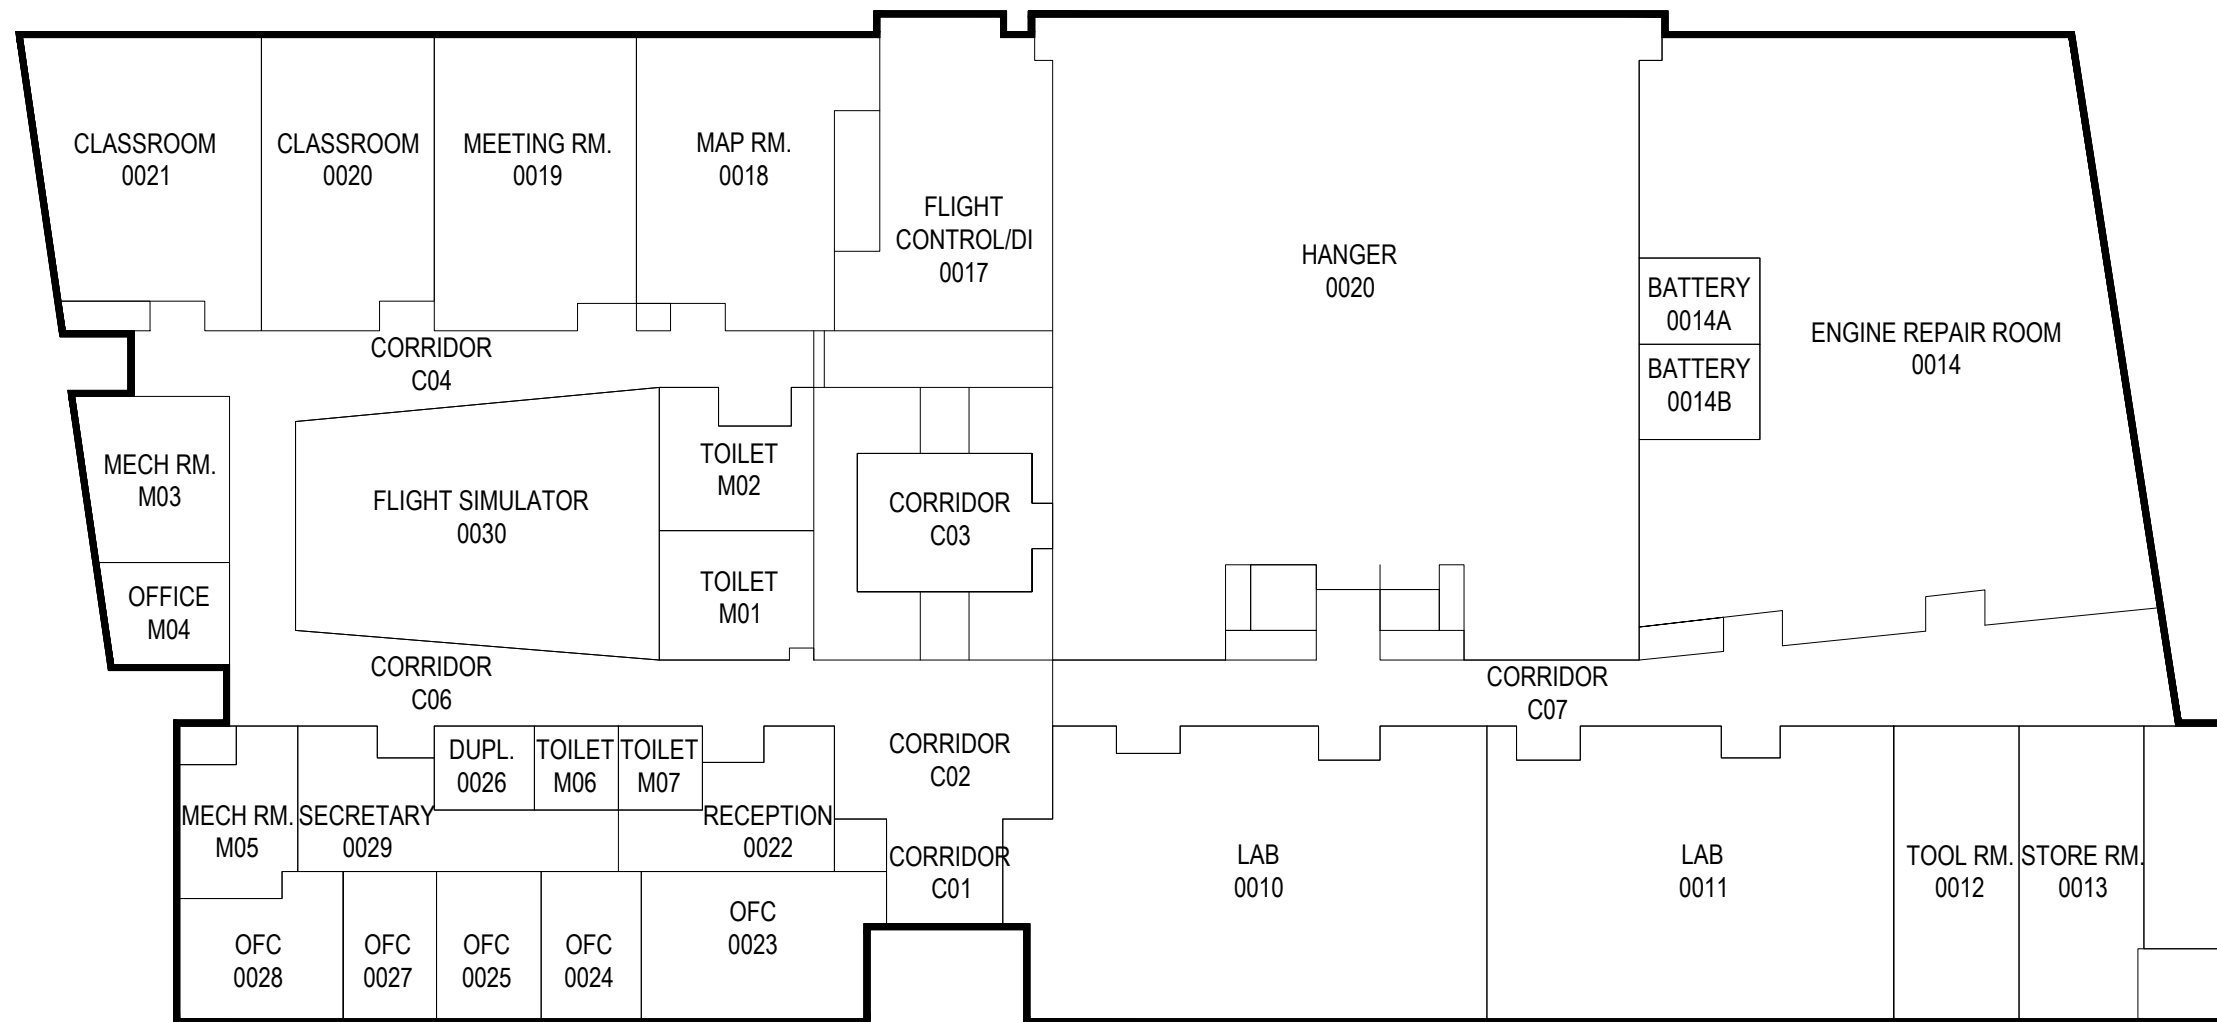 CLASSROOM
0021
CLASSROOM
0020
MEETING RM.
0019
MAP RM.
0018
FLIGHT
CONTROL/DI
0017
HANGER
0020
BATTERY
0014A
BATTERY
0014B
ENGINE REPAIR ROOM
0014
CORRIDOR
C04
MECH RM.
M03
FLIGHT SIMULATOR
0030
TOILET
M02
CORRIDOR
C03
OFFICE
M04
TOILET
M01
CORRIDOR
C06
CORRIDOR
C07
DUPL.
0026
TOILET
M06
TOILET
M07
CORRIDOR
C02
MECH RM.
M05
SECRETARY
0029
RECEPTION
0022
CORRIDOR
C01
LAB
0010
LAB
0011
TOOL RM.
0012
STORE RM.
0013
OFC
0028
OFC
0027
OFC
0025
OFC
0024
OFC
0023